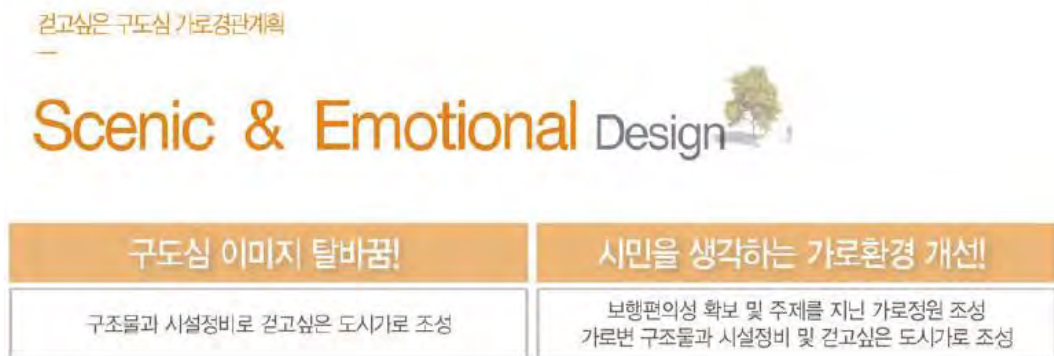 걷고싶은 구도심 가로경관계획
Scenic & Emotional Design
구도심 이미지 탈바꿈!
시민을 생각하는 가로환경 개선!
구조물과 시설정비로 걷고싶은 도시가로 조성
보행편의성 확보 및 주제를 지닌 가로정원 조성
가로변 구조물과 시설정비 및 걷고싶은 도시가로 조성